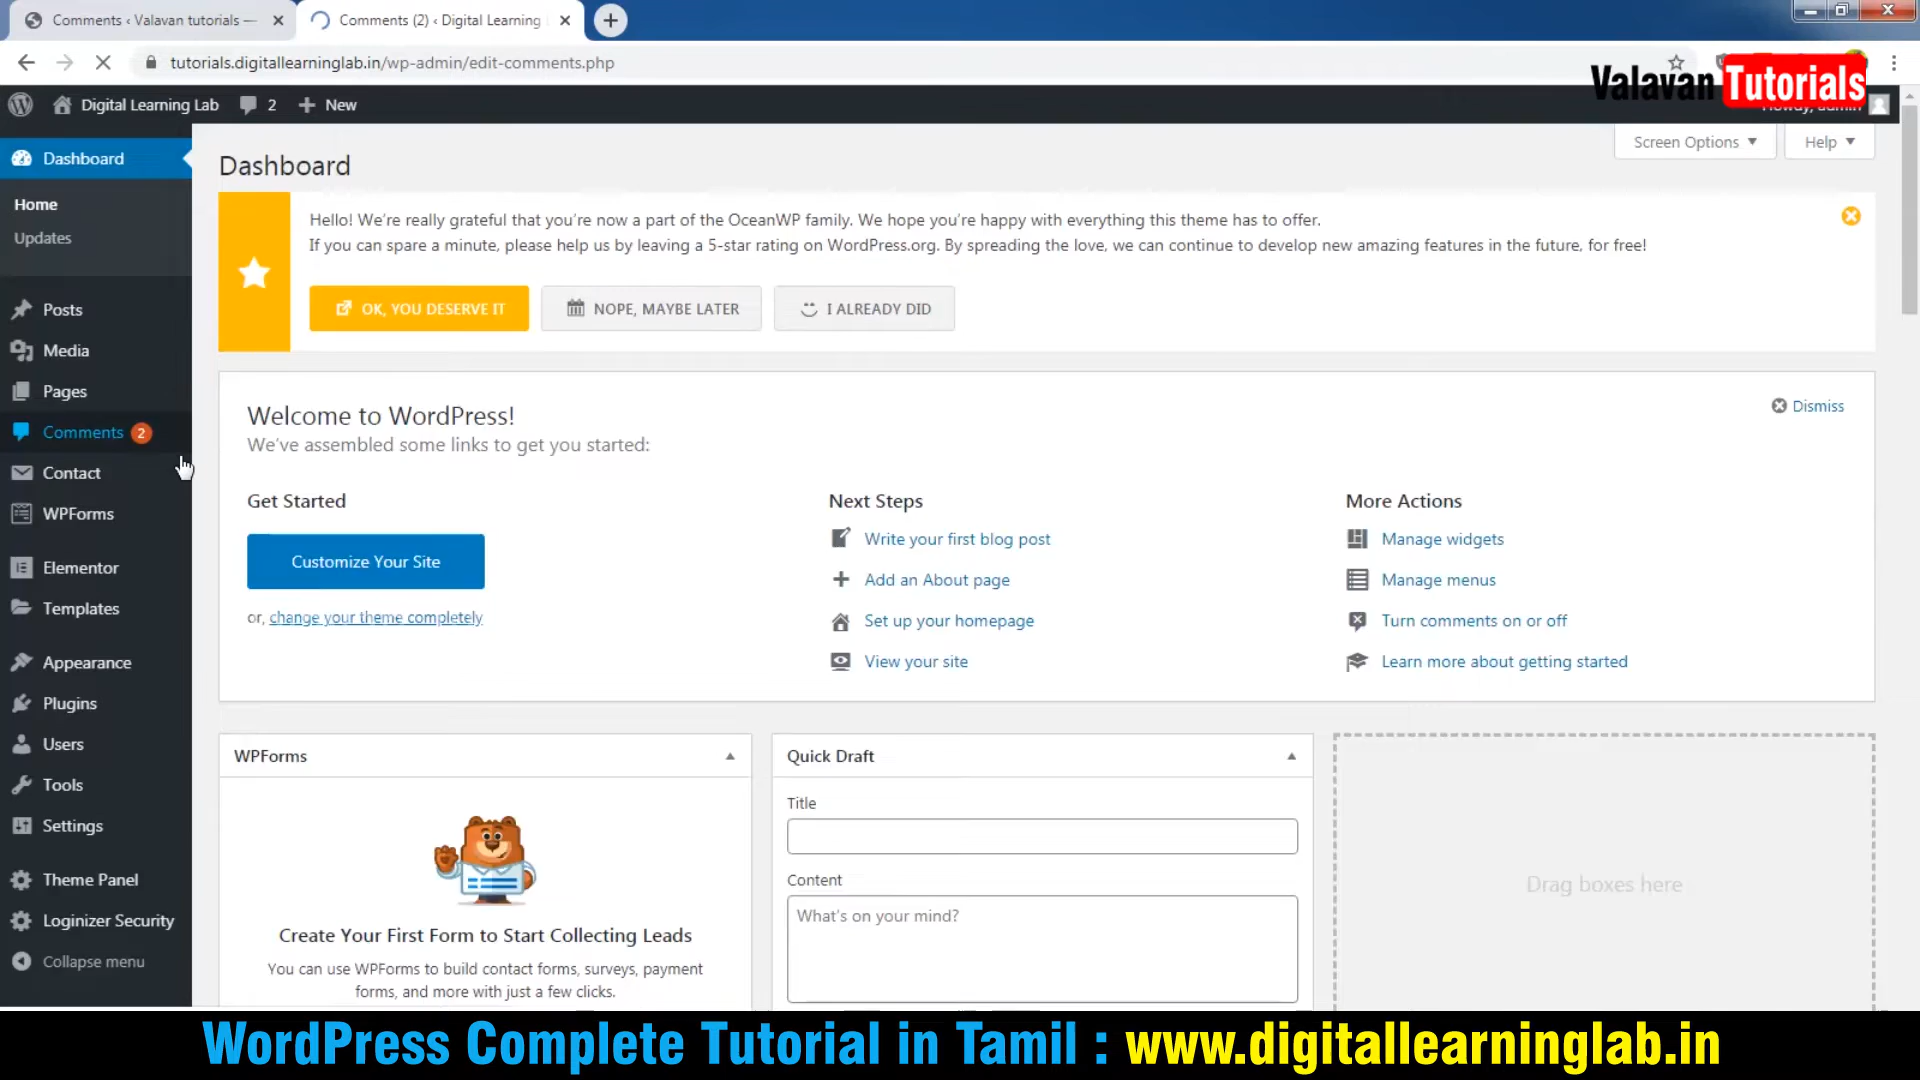 Comments ‹ Valavan tutorials —
Comments (2) ‹ Digital Learning
tutorials.digitallearninglab.in/wp-admin/edit-comments.php
Valavan Tutorials
Digital Learning Lab
2
New
Howdy, admin
Dashboard
Home
Updates
Posts
Media
Pages
Comments 2
Contact
WPForms
Elementor
Templates
Appearance
Plugins
Users
Tools
Settings
Theme Panel
Loginizer Security
Collapse menu
Screen Options
Help
Dashboard
Hello! We’re really grateful that you’re now a part of the OceanWP family. We hope you’re happy with everything this theme has to offer.
If you can spare a minute, please help us by leaving a 5-star rating on WordPress.org. By spreading the love, we can continue to develop new amazing features in the future, for free!
OK, YOU DESERVE IT
NOPE, MAYBE LATER
I ALREADY DID
Welcome to WordPress!
Dismiss
We’ve assembled some links to get you started:
Get Started
Customize Your Site
or, change your theme completely
Next Steps
Write your first blog post
Add an About page
Set up your homepage
View your site
More Actions
Manage widgets
Manage menus
Turn comments on or off
Learn more about getting started
WPForms
Create Your First Form to Start Collecting Leads
You can use WPForms to build contact forms, surveys, payment
forms, and more with just a few clicks.
Quick Draft
Title
Content
What’s on your mind?
Drag boxes here
WordPress Complete Tutorial in Tamil : www.digitallearninglab.in